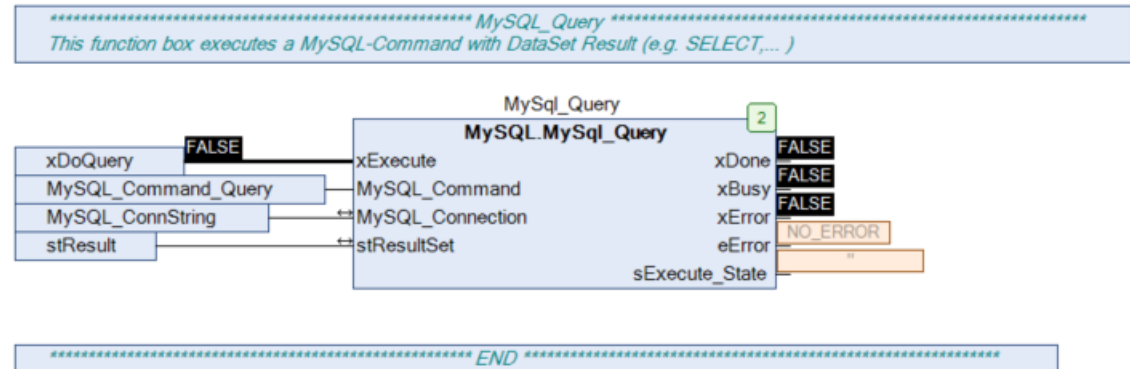 ******************************************************* MySQL_Query ***************************************************************
This function box executes a MySQL-Command with DataSet Result (e.g. SELECT,... )
MySql_Query
MySQL.MySql_Query 2
xDoQuery FALSE xExecute xDone FALSE
MySQL_Command_Query MySQL_Command xBusy FALSE
MySQL_ConnString MySQL_Connection xError FALSE
stResult stResultSet eError NO_ERROR
sExecute_State ''
******************************************************* END ***************************************************************